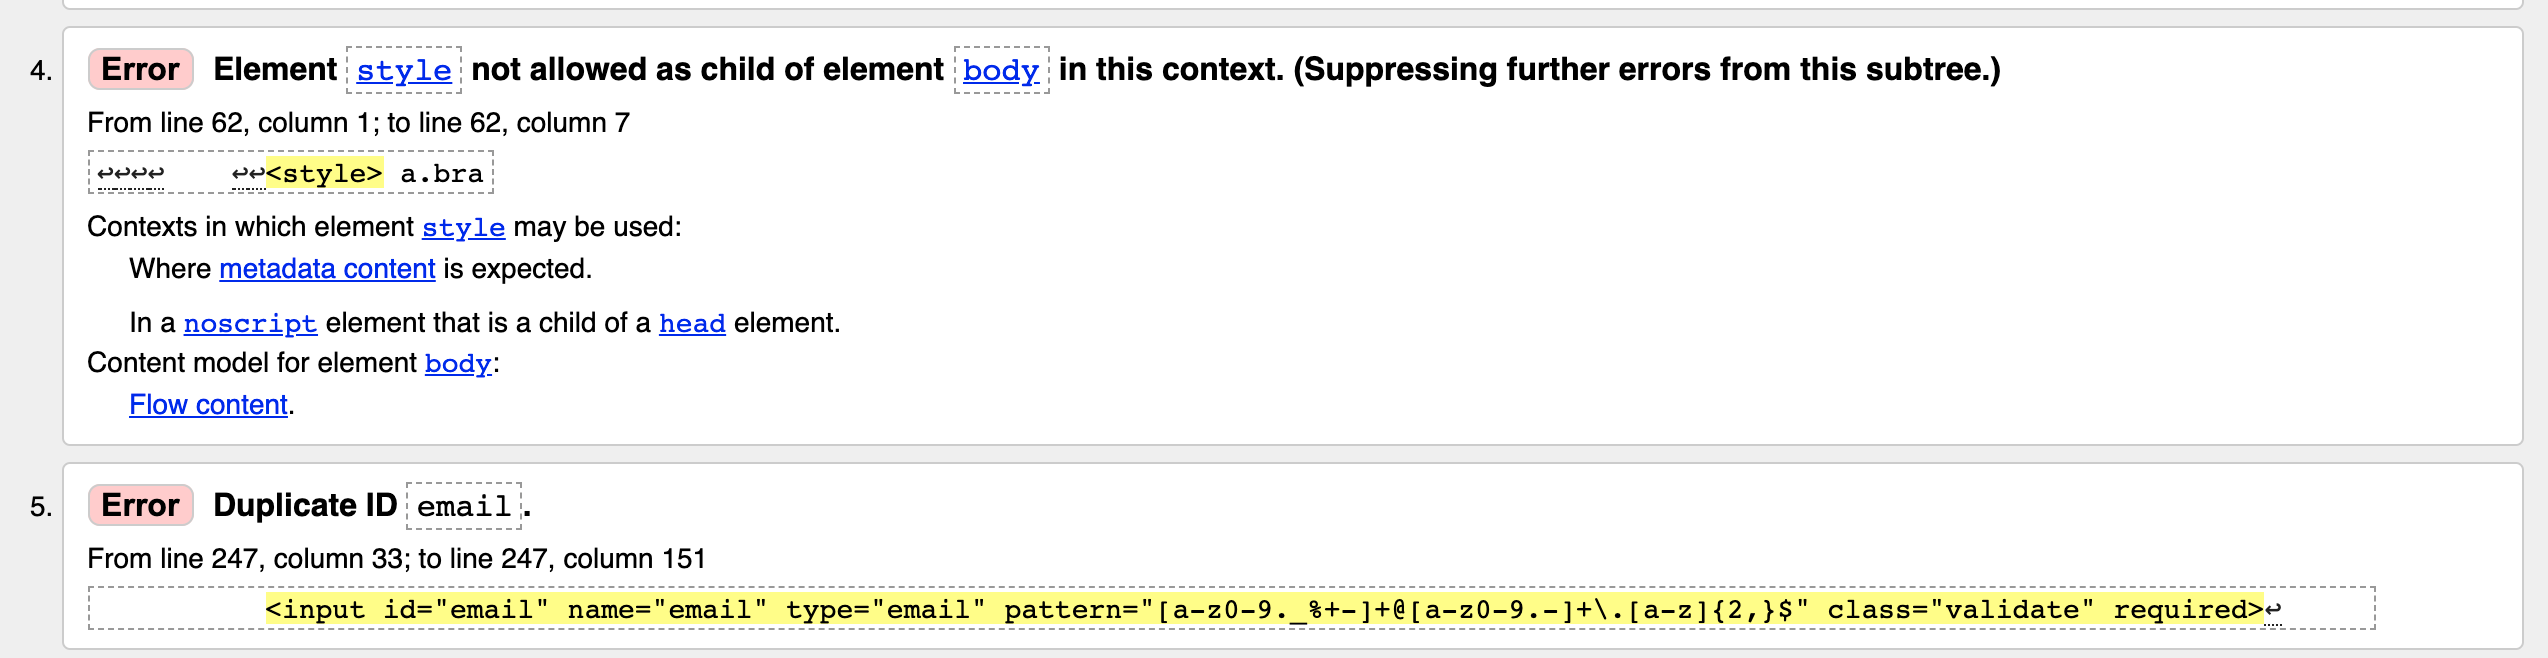 4. Error Element style not allowed as child of element body in this context. (Suppressing further errors from this subtree.)
From line 62, column 1; to line 62, column 7
↩↩↩↩    ↩↩<style> a.bra
Contexts in which element style may be used:
Where metadata content is expected.
In a noscript element that is a child of a head element.
Content model for element body:
Flow content.
5. Error Duplicate ID email.
From line 247, column 33; to line 247, column 151
<input id="email" name="email" type="email" pattern="[a-z0-9._%+-]+@[a-z0-9.-]+\.[a-z]{2,}$" class="validate" required>↩